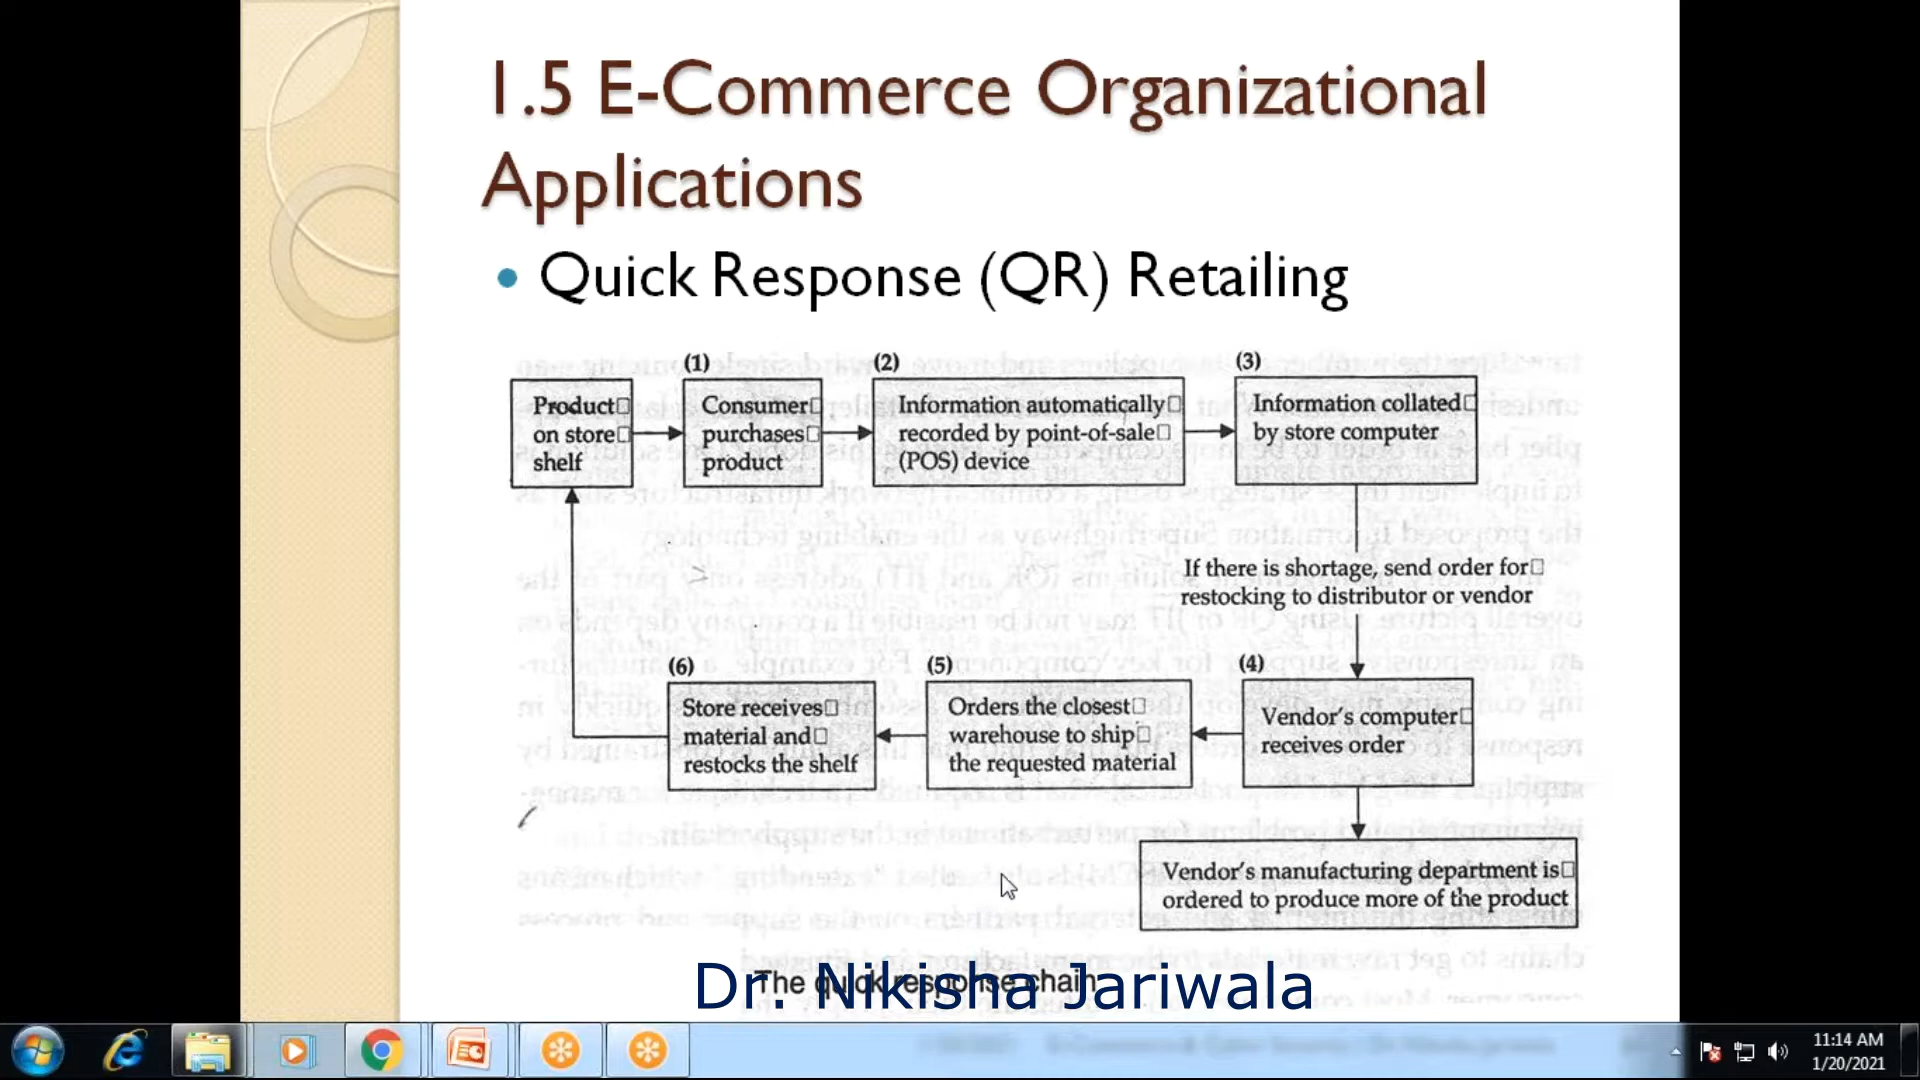 1.5 E-Commerce Organizational
Applications
Quick Response (QR) Retailing
Product
on store
shelf
(1)
Consumer
purchases
product
(2)
Information automatically
recorded by point-of-sale
(POS) device
(3)
Information collated
by store computer
If there is shortage, send order for
restocking to distributor or vendor
(4)
Vendor's computer
receives order
(5)
Orders the closest
warehouse to ship
the requested material
(6)
Store receives
material and
restocks the shelf
Vendor's manufacturing department is
ordered to produce more of the product
The quick response chain
Dr. Nikisha Jariwala
11:14 AM
1/20/2021